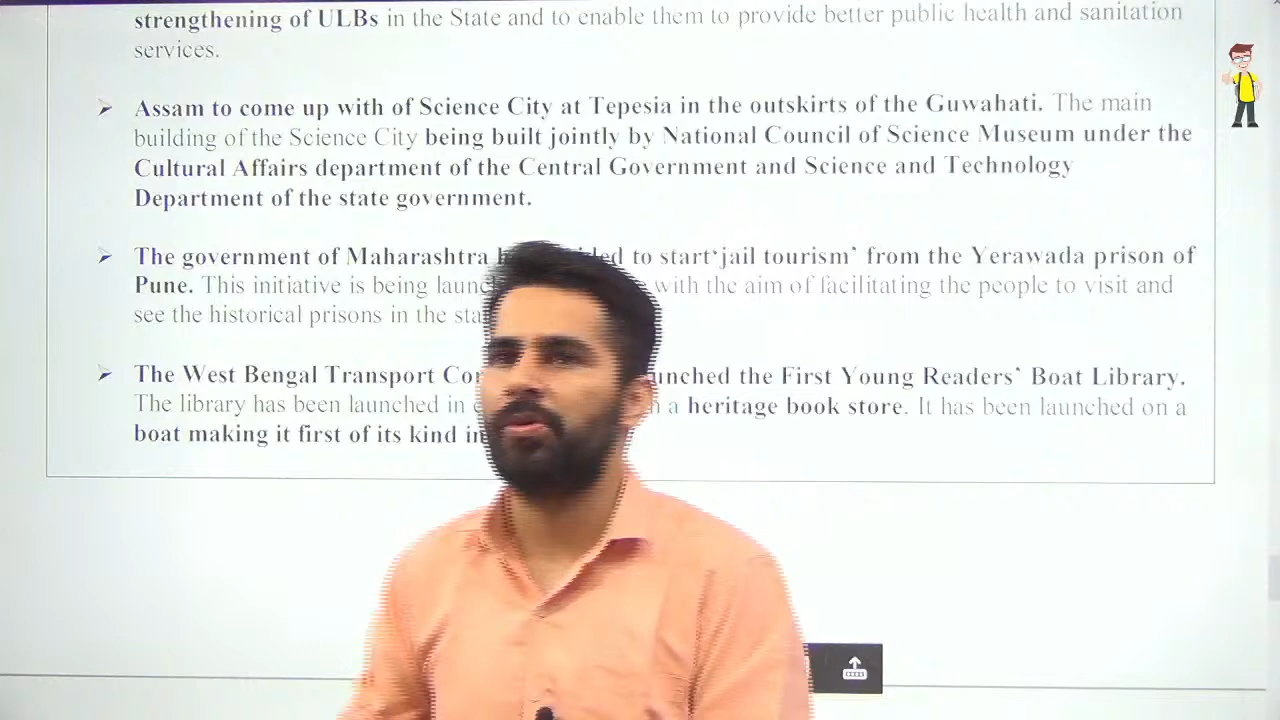 strengthening of ULBs in the State and to enable them to provide better public health and sanitation
services.
Assam to come up with of Science City at Tepesia in the outskirts of the Guwahati. The main
building of the Science City being built jointly by National Council of Science Museum under the
Cultural Affairs department of the Central Government and Science and Technology
Department of the state government.
The government of Maharashtra to start‘jail tourism’ from the Yerawada prison of
Pune. This initiative is being with the aim of facilitating the people to visit and
see the historical prisons in the
The West Bengal Transport the First Young Readers’ Boat Library.
The library has been launched in a heritage book store. It has been launched on a
boat making it first of its kind